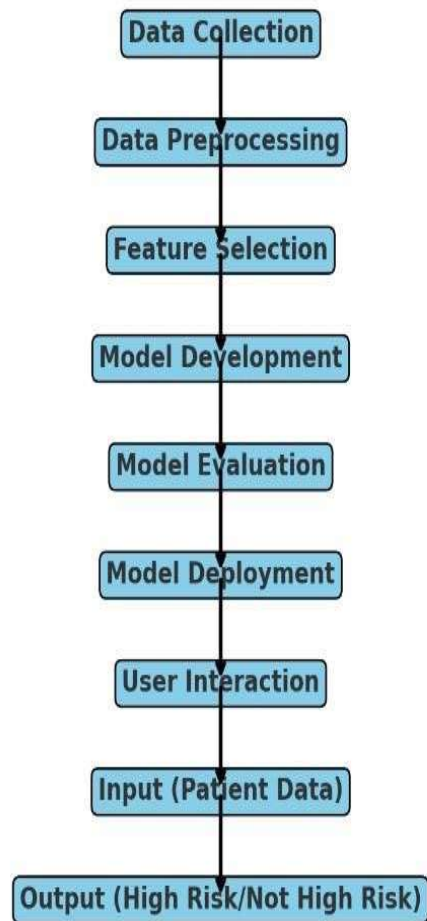 Data Collection
Data Preprocessing
Feature Selection
Model Development
Model Evaluation
Model Deployment
User Interaction
Input (Patient Data)
Output (High Risk/Not High Risk)